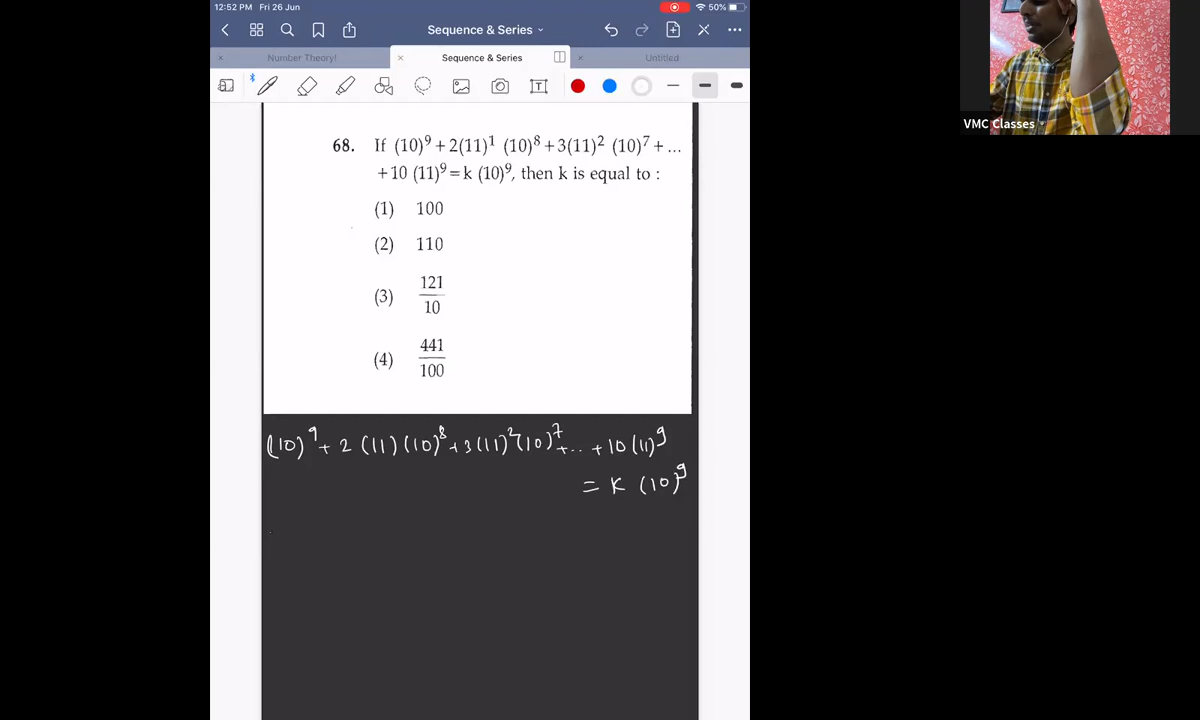 12:52 PM Fri 26 Jun
50%
Sequence & Series
Number Theory!
Sequence & Series
Untitled
T
VMC Classes
68. If (10)⁹ + 2(11)¹ (10)⁸ + 3(11)² (10)⁷ + ...
+10 (11)⁹ = k (10)⁹, then k is equal to :
(1) 100
(2) 110
(3) 121/10
(4) 441/100
(10)⁹ + 2 (11) (10)⁸ + 3 (11)² (10)⁷ + .. + 10 (11)⁹
= K (10)⁹